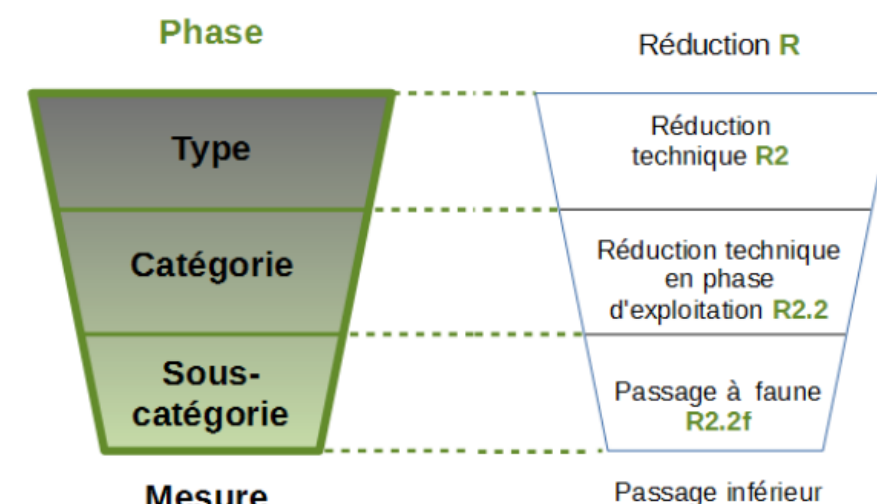 Phase
Réduction R
Type
Réduction
technique R2
Catégorie
Réduction technique
en phase
d'exploitation R2.2
Sous-
catégorie
Passage à faune
R2.2f
Mesure
Passage inférieur